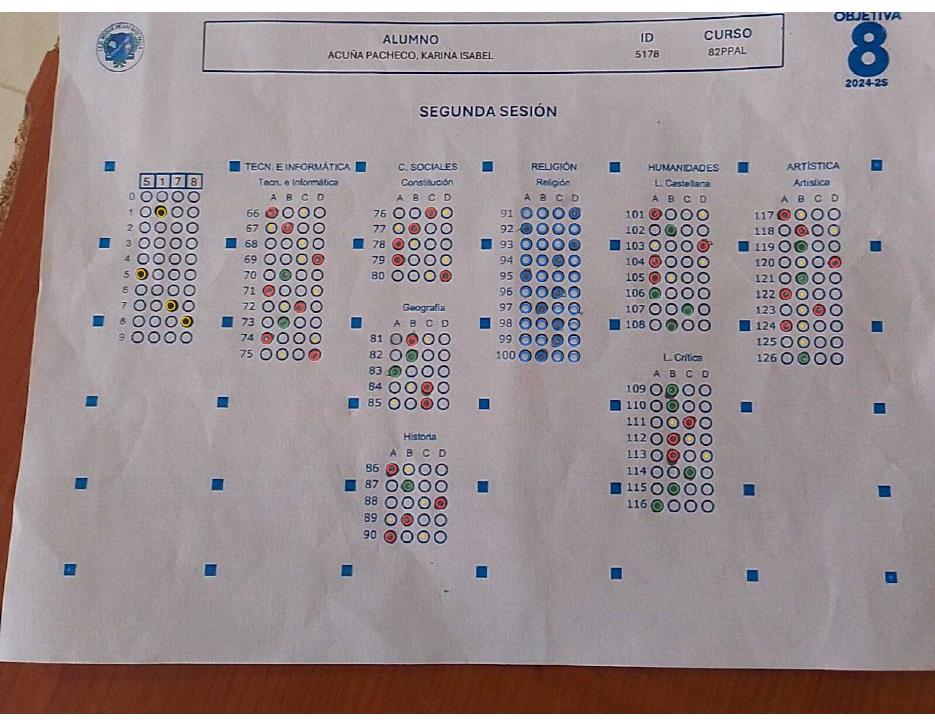 ALUMNO
ACUÑA PACHECO, KARINA ISABEL
ID
5178
CURSO
82PPAL
OBJETIVA
8
2024-25
SEGUNDA SESIÓN
5 1 7 8
0
1
2
3
4
5
6
7
8
9
TECN. E INFORMÁTICA
Tecn. e Informática
A B C D
66
67
68
69
70
71
72
73
74
75
C. SOCIALES
Constitución
A B C D
76
77
78
79
80
Geografía
A B C D
81
82
83
84
85
Historia
A B C D
86
87
88
89
90
RELIGIÓN
Religión
A B C D
91
92
93
94
95
96
97
98
99
100
HUMANIDADES
L. Castellana
A B C D
101
102
103
104
105
106
107
108
L. Crítica
A B C D
109
110
111
112
113
114
115
116
ARTÍSTICA
Artística
A B C D
117
118
119
120
121
122
123
124
125
126